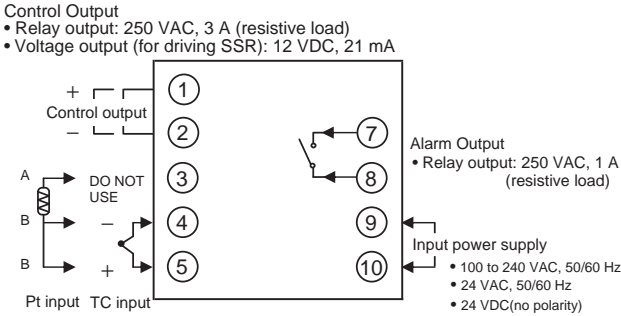 Control Output
• Relay output: 250 VAC, 3 A (resistive load)
• Voltage output (for driving SSR): 12 VDC, 21 mA
+
Control output
−
1
2
3
4
5
7
8
9
10
A
B
B
DO NOT
USE
−
+
Pt input
TC input
Alarm Output
• Relay output: 250 VAC, 1 A
(resistive load)
Input power supply
• 100 to 240 VAC, 50/60 Hz
• 24 VAC, 50/60 Hz
• 24 VDC(no polarity)